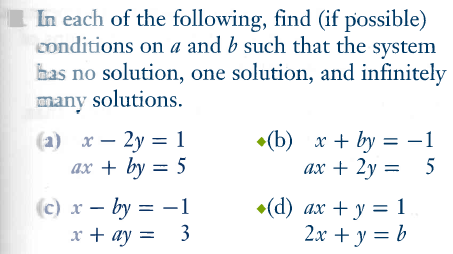 In each of the following, find (if possible)
conditions on a and b such that the system
has no solution, one solution, and infinitely
many solutions.
(a) x − 2y = 1
ax + by = 5
◆(b) x + by = −1
ax + 2y = 5
(c) x − by = −1
x + ay = 3
◆(d) ax + y = 1
2x + y = b